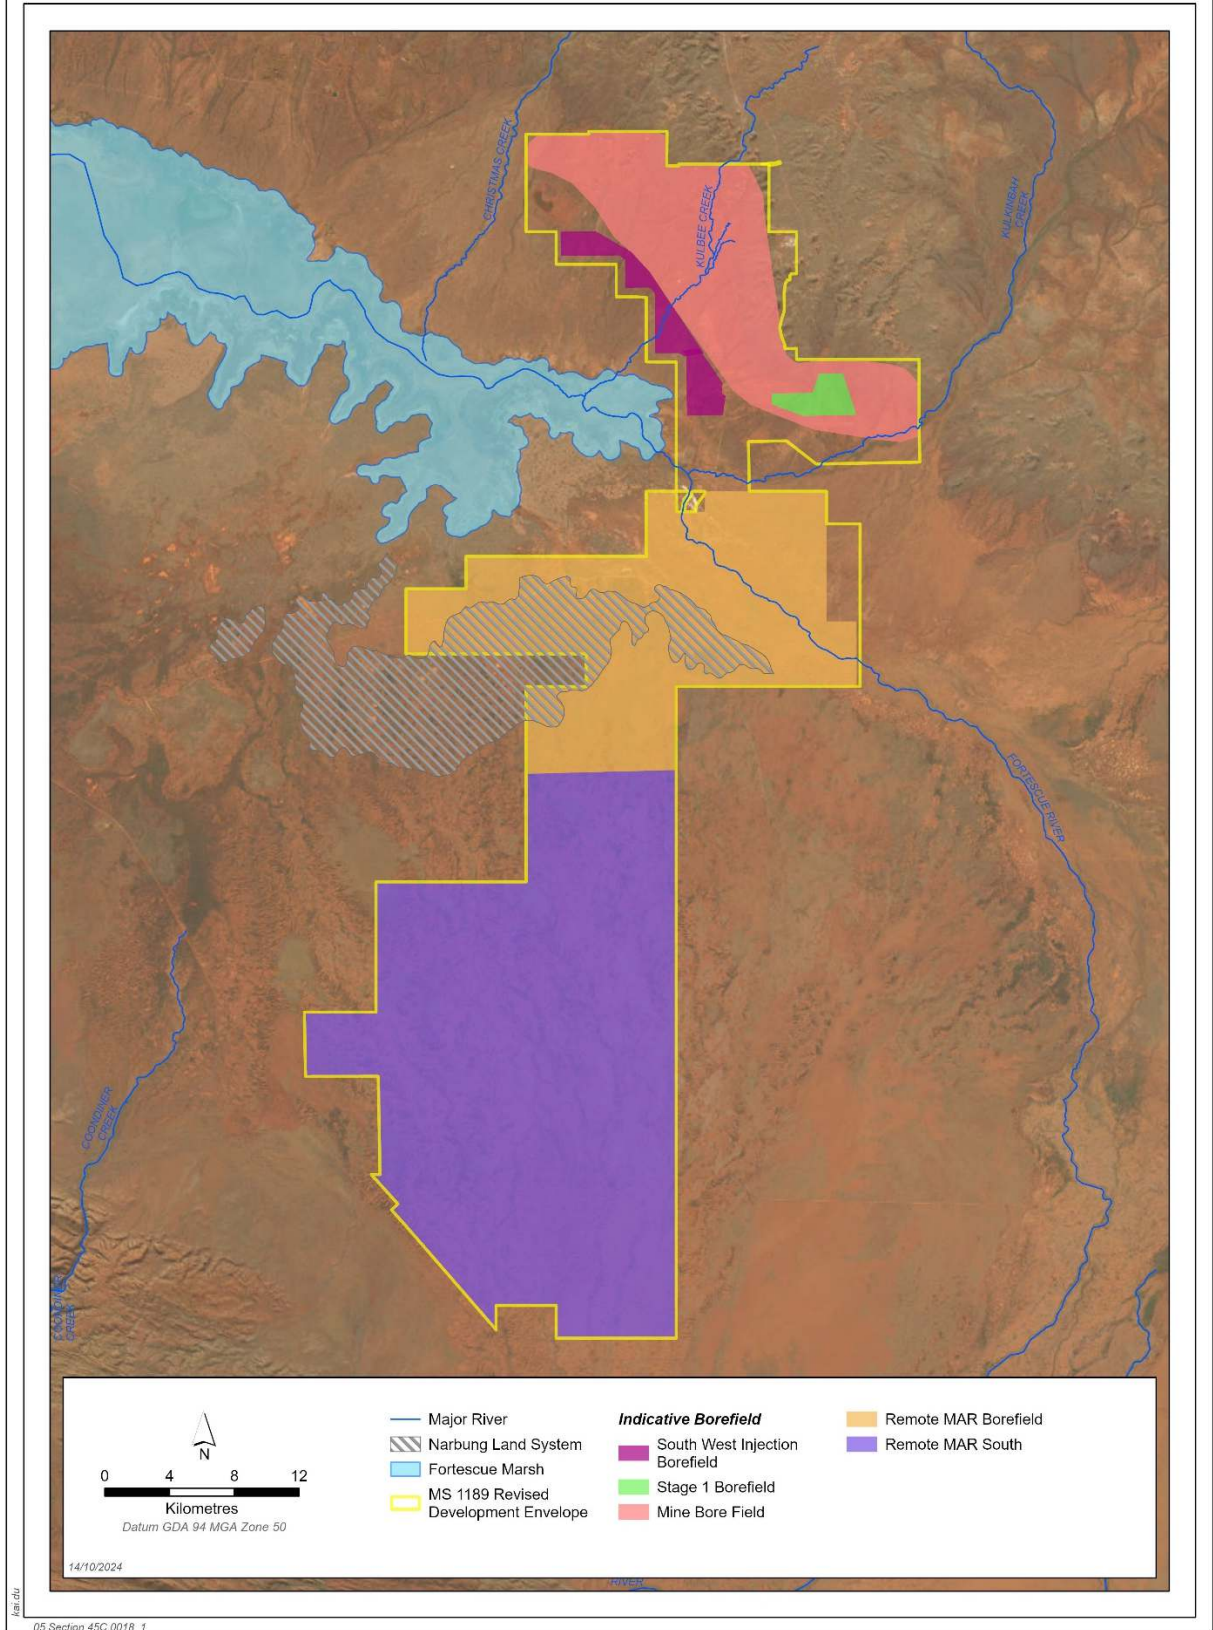 CHRISTMAS CREEK
KULBEE CREEK
KULKINBAH
CREEK
FORTESCUE RIVER
COONDINER
CREEK
COONDINER
CREEK
N
0 4 8 12
Kilometres
Datum GDA 94 MGA Zone 50
14/10/2024
Major River
Narbung Land System
Fortescue Marsh
MS 1189 Revised
Development Envelope
Indicative Borefield
South West Injection
Borefield
Stage 1 Borefield
Mine Bore Field
Remote MAR Borefield
Remote MAR South
RIVER
kai.du
05 Section 45C 0018_1